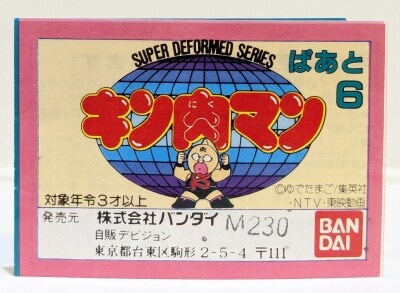 SUPER DEFORMED SERIES
ぱあと
6
キン肉マン
にく
©ゆでたまご/集英社
・NTV・東映動画
対象年令3才以上
発売元 株式会社バンダイ M230
自販デビジョン
東京都台東区駒形2-5-4 〒111
BAN
DAI